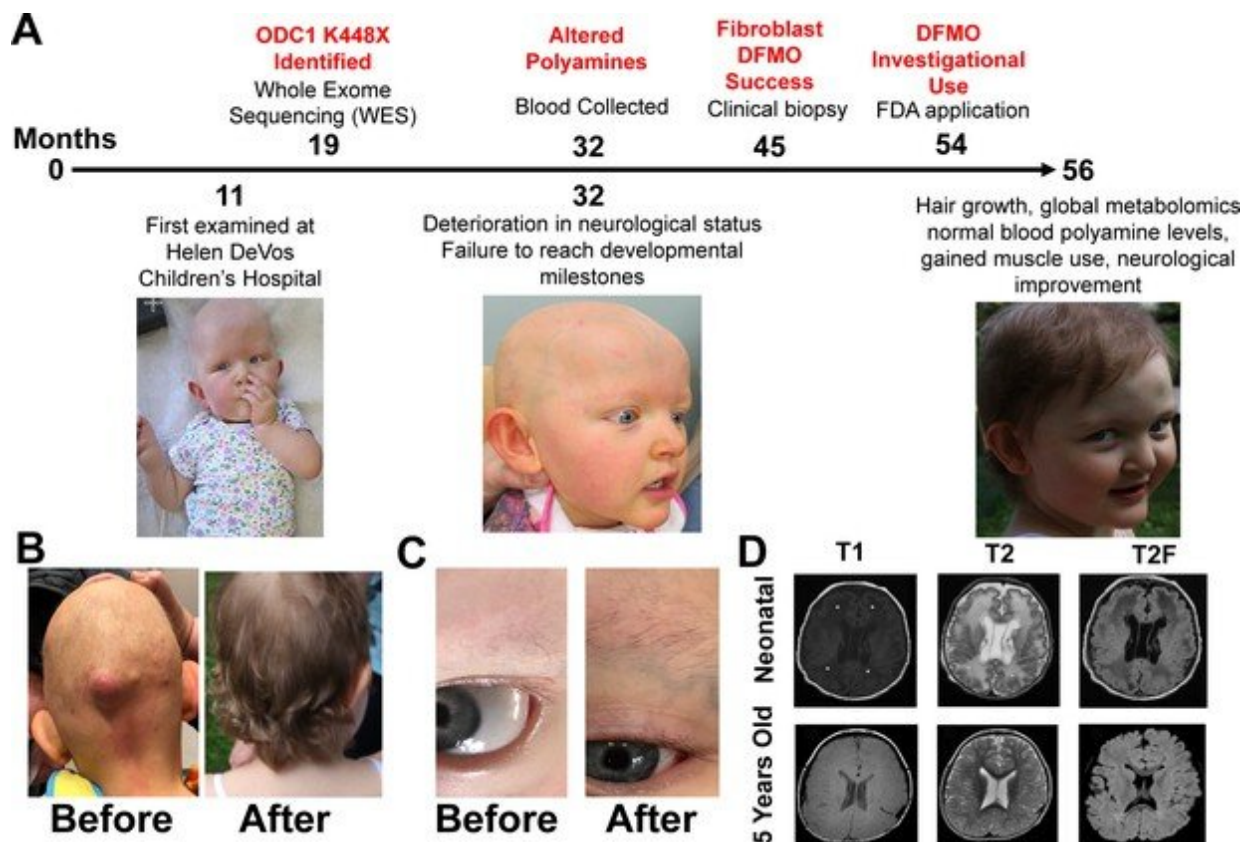 A
ODC1 K448X
Identified
Whole Exome
Sequencing (WES)
19
Altered
Polyamines
Blood Collected
32
Fibroblast
DFMO
Success
Clinical biopsy
45
DFMO
Investigational
Use
FDA application
54
Months
0
56
11
First examined at
Helen DeVos
Children's Hospital
32
Deterioration in neurological status
Failure to reach developmental
milestones
Hair growth, global metabolomics
normal blood polyamine levels,
gained muscle use, neurological
improvement
B
Before
After
C
Before
After
D
T1
T2
T2F
Neonatal
5 Years Old